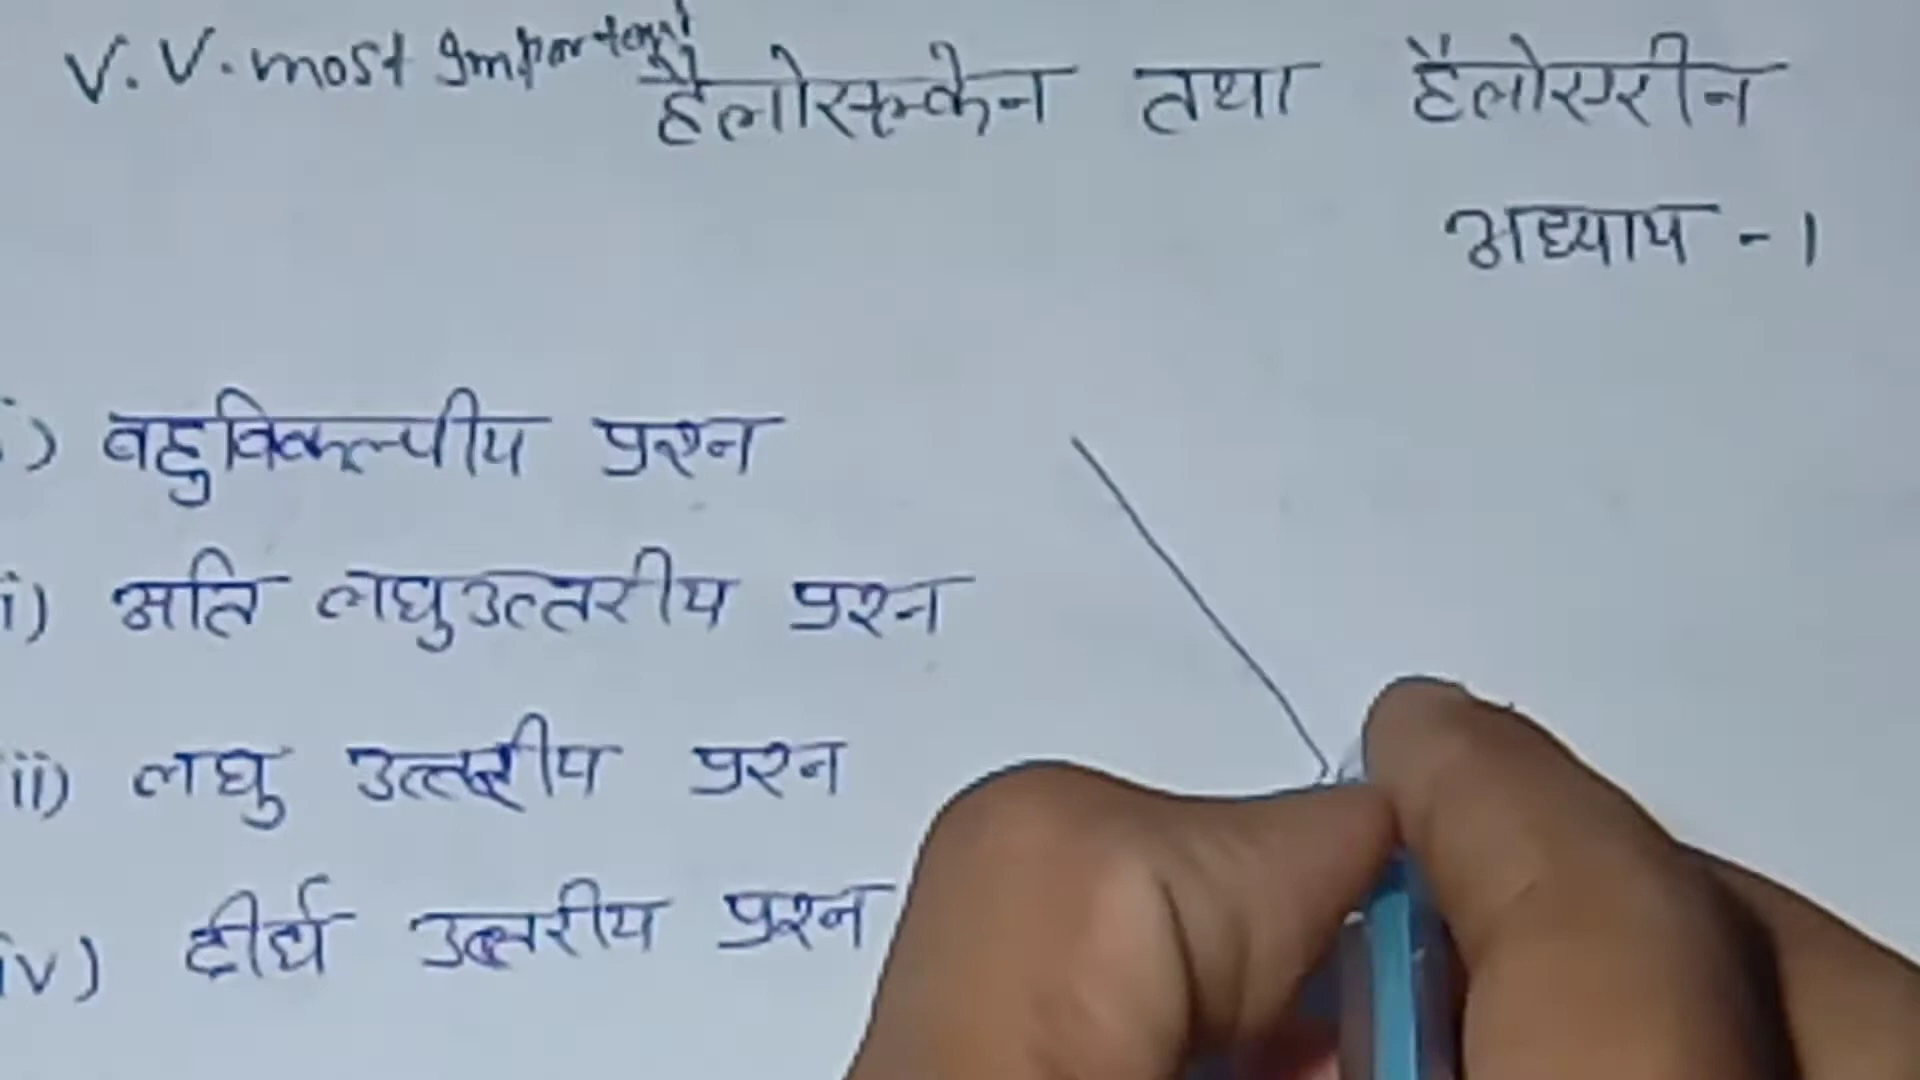 V.V. most Important
हैलोएल्केन तथा हैलोएरीन
अध्याय - 1
i) बहुविकल्पीय प्रश्न
i) अति लघुउत्तरीय प्रश्न
ii) लघु उत्तरीय प्रश्न
iv) दीर्घ उत्तरीय प्रश्न